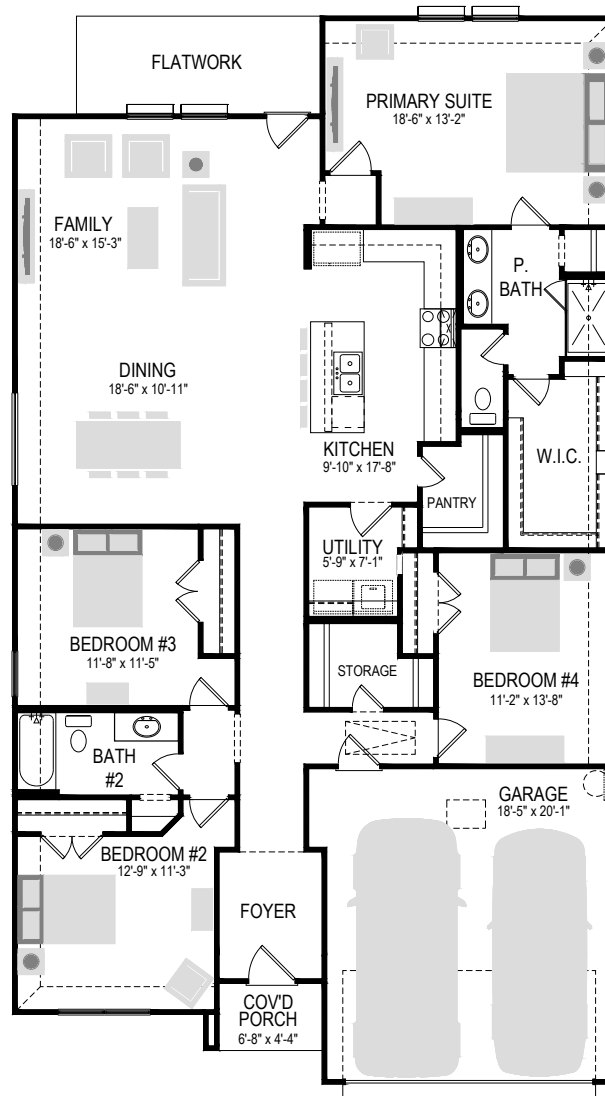 FLATWORK
PRIMARY SUITE
18'-6" x 13'-2"
FAMILY
18'-6" x 15'-3"
P.
BATH
DINING
18'-6" x 10'-11"
KITCHEN
9'-10" x 17'-8"
W.I.C.
PANTRY
UTILITY
5'-9" x 7'-1"
BEDROOM #3
11'-8" x 11'-5"
STORAGE
BEDROOM #4
11'-2" x 13'-8"
BATH
#2
GARAGE
18'-5" x 20'-1"
BEDROOM #2
12'-9" x 11'-3"
FOYER
COV'D
PORCH
6'-8" x 4'-4"